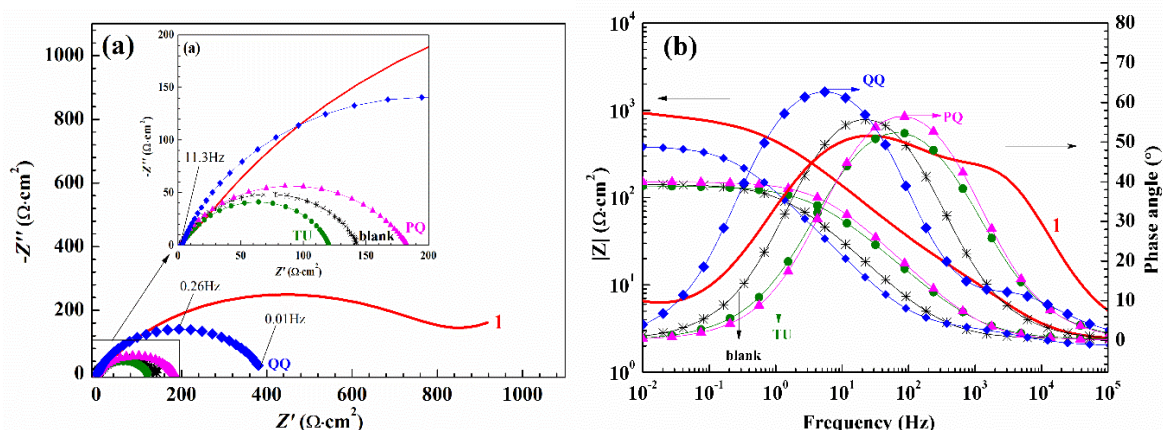 (a)
-Z'' (Ω·cm²)
1000
800
600
400
200
0
0 200 400 600 800 1000
Z' (Ω·cm²)
(a)
-Z'' (Ω·cm²)
200
150
100
50
0
0 50 100 150 200
Z' (Ω·cm²)
11.3Hz
TU
blank
PQ
0.26Hz
0.01Hz
QQ
1
(b)
|Z| (Ω·cm²)
10⁴
10³
10²
10¹
10⁰
10⁻² 10⁻¹ 10⁰ 10¹ 10² 10³ 10⁴ 10⁵
Frequency (Hz)
80
70
60
50
40
30
20
10
0
Phase angle (°)
QQ
PQ
1
TU
blank